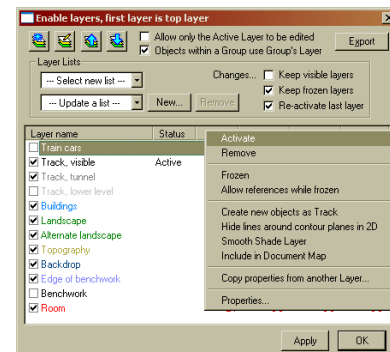 Enable layers, first layer is top layer
Allow only the Active Layer to be edited
Objects within a Group use Group's Layer
Export
Layer Lists
--- Select new list ---
Changes...
Keep visible layers
Keep frozen layers
--- Update a list ---
New...
Remove
Re-activate last layer
Layer name
Status
Train cars
Track, visible
Active
Track, tunnel
Track, lower level
Buildings
Landscape
Alternate landscape
Topography
Backdrop
Edge of benchwork
Benchwork
Room
Activate
Remove
Frozen
Allow references while frozen
Create new objects as Track
Hide lines around contour planes in 2D
Smooth Shade Layer
Include in Document Map
Copy properties from another Layer...
Properties...
Apply
OK